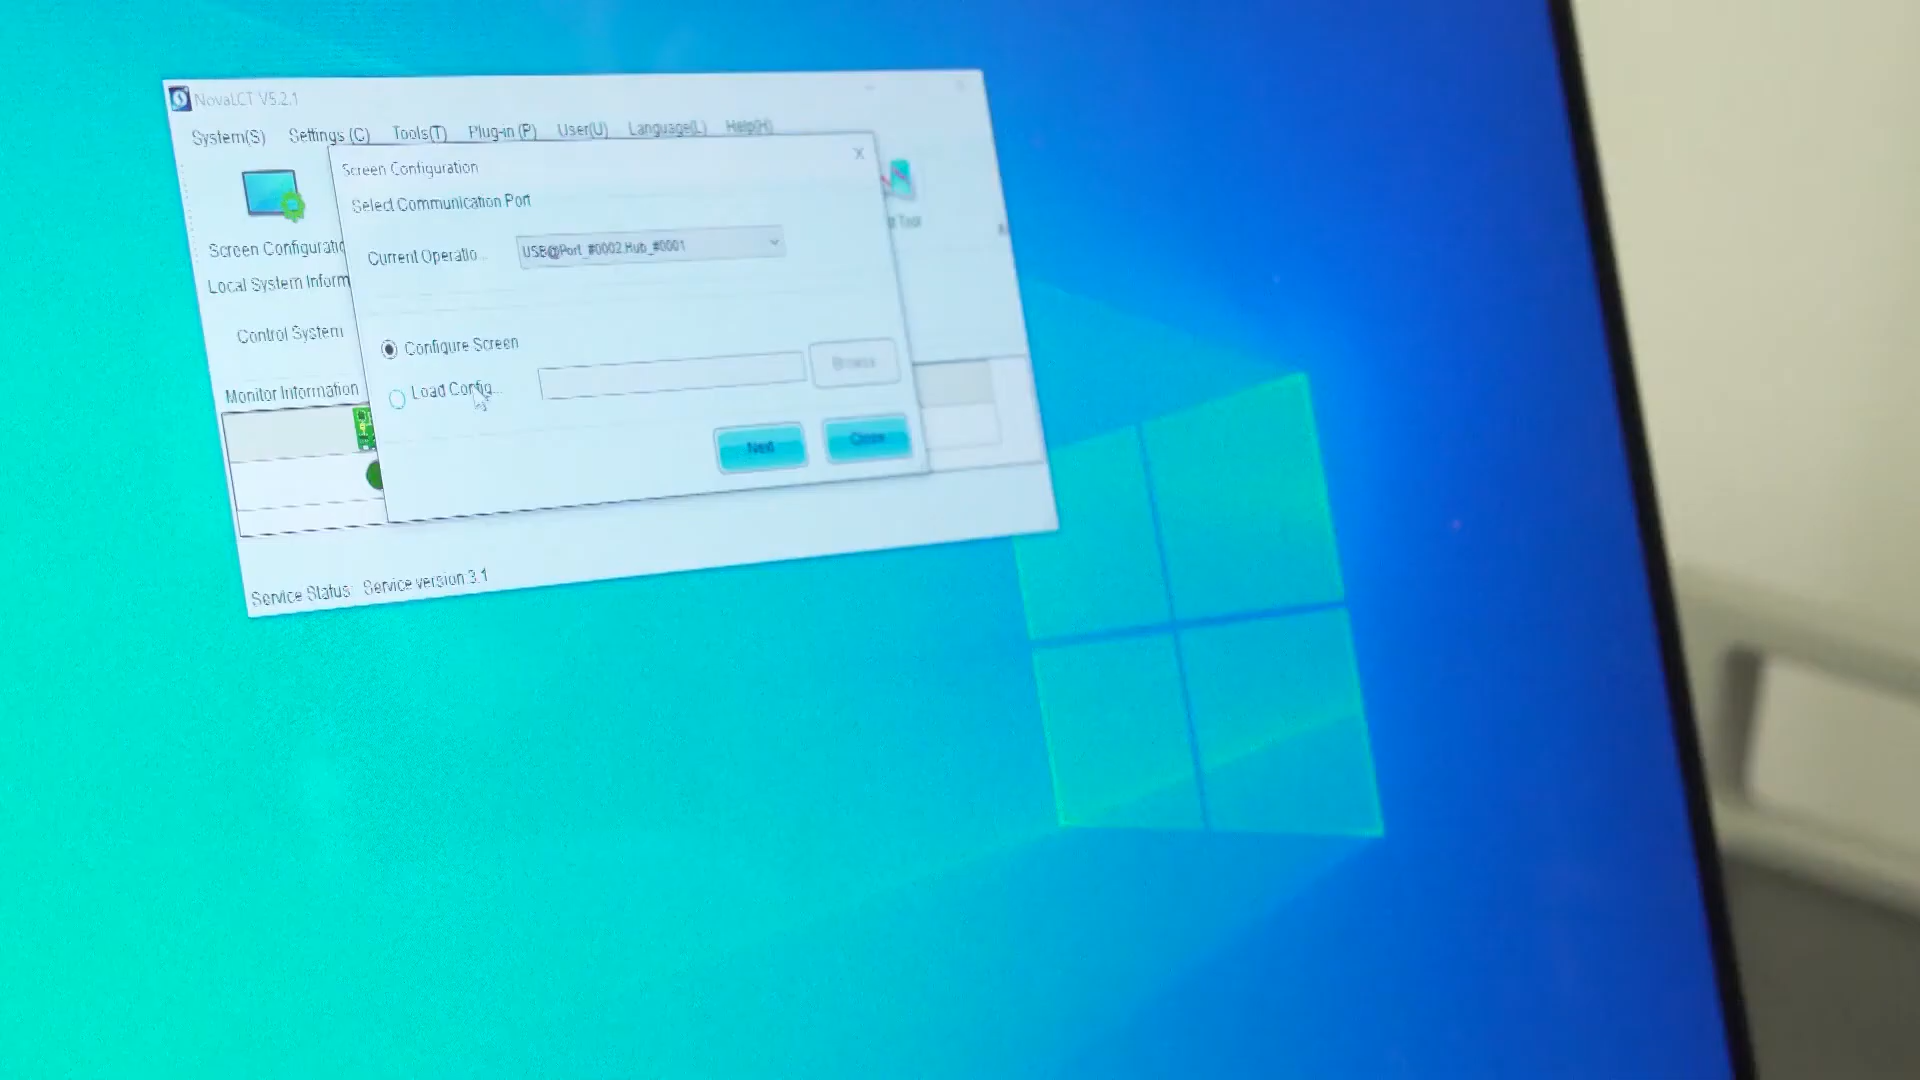 NovaLCT V5.2.1
System(S) Settings (C) Tools(T) Plug-in (P) User(U) Language(L) Help(H)
Screen Configuration
Select Communication Port
Current Operatio...
USB@Port_#0002.Hub_#0001
Configure Screen
Load Config...
Browse
Next
Close
Screen Configuratio
Local System Inform
Control System
Monitor Information
Service Status: Service version 3.1